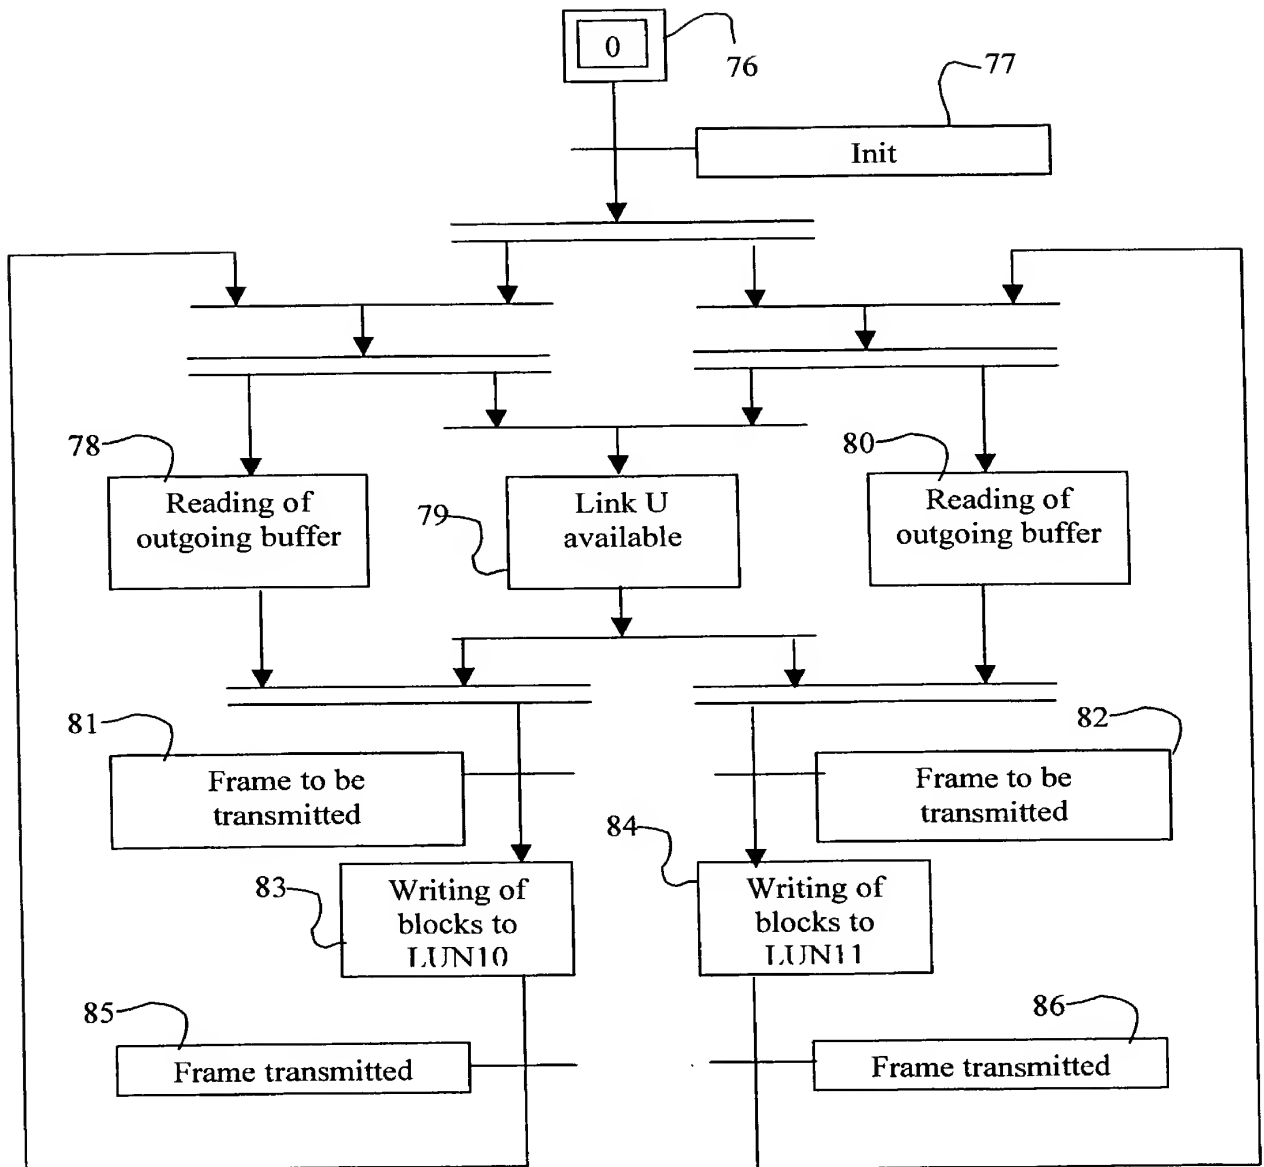 0
76
77
Init
78
Reading of
outgoing buffer
79
Link U
available
80
Reading of
outgoing buffer
81
Frame to be
transmitted
82
Frame to be
transmitted
83
Writing of
blocks to
LUN10
84
Writing of
blocks to
LUN11
85
Frame transmitted
86
Frame transmitted